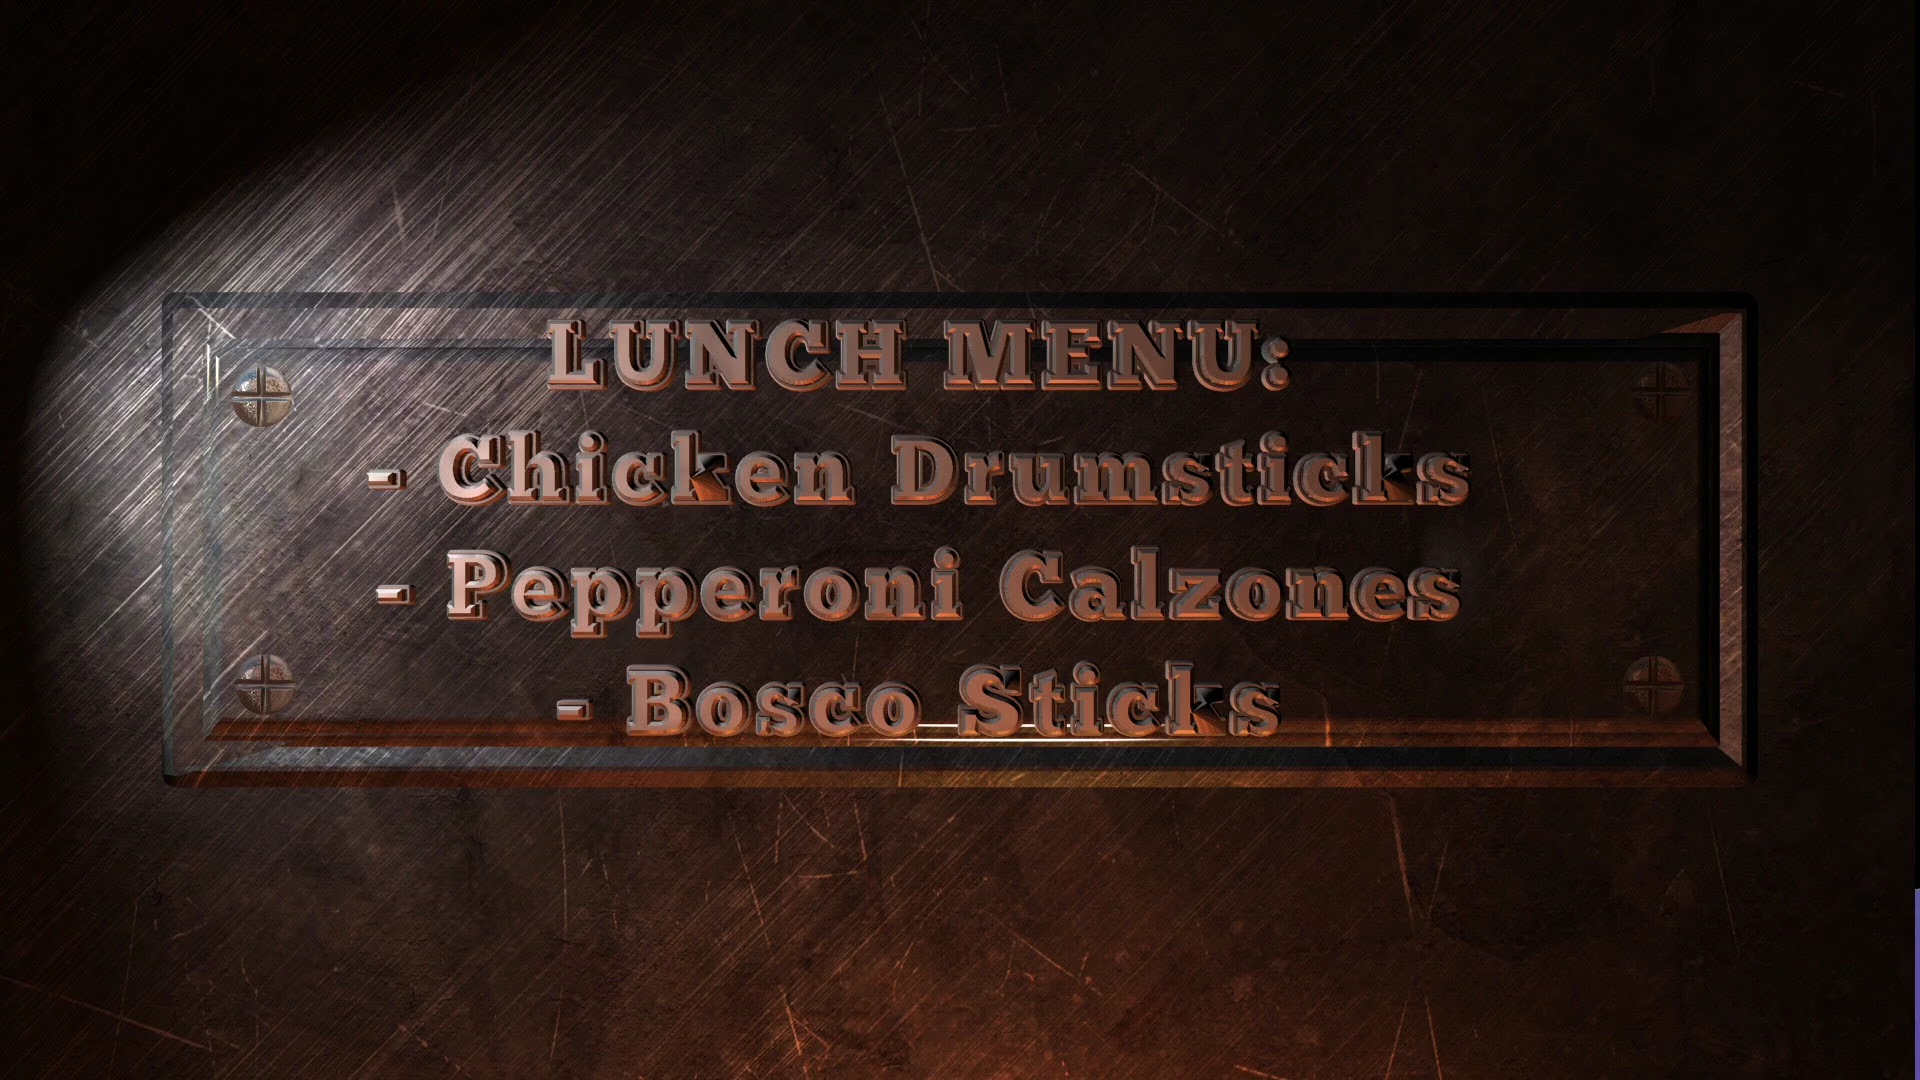 LUNCH MENU:
- Chicken Drumsticks
- Pepperoni Calzones
- Bosco Sticks